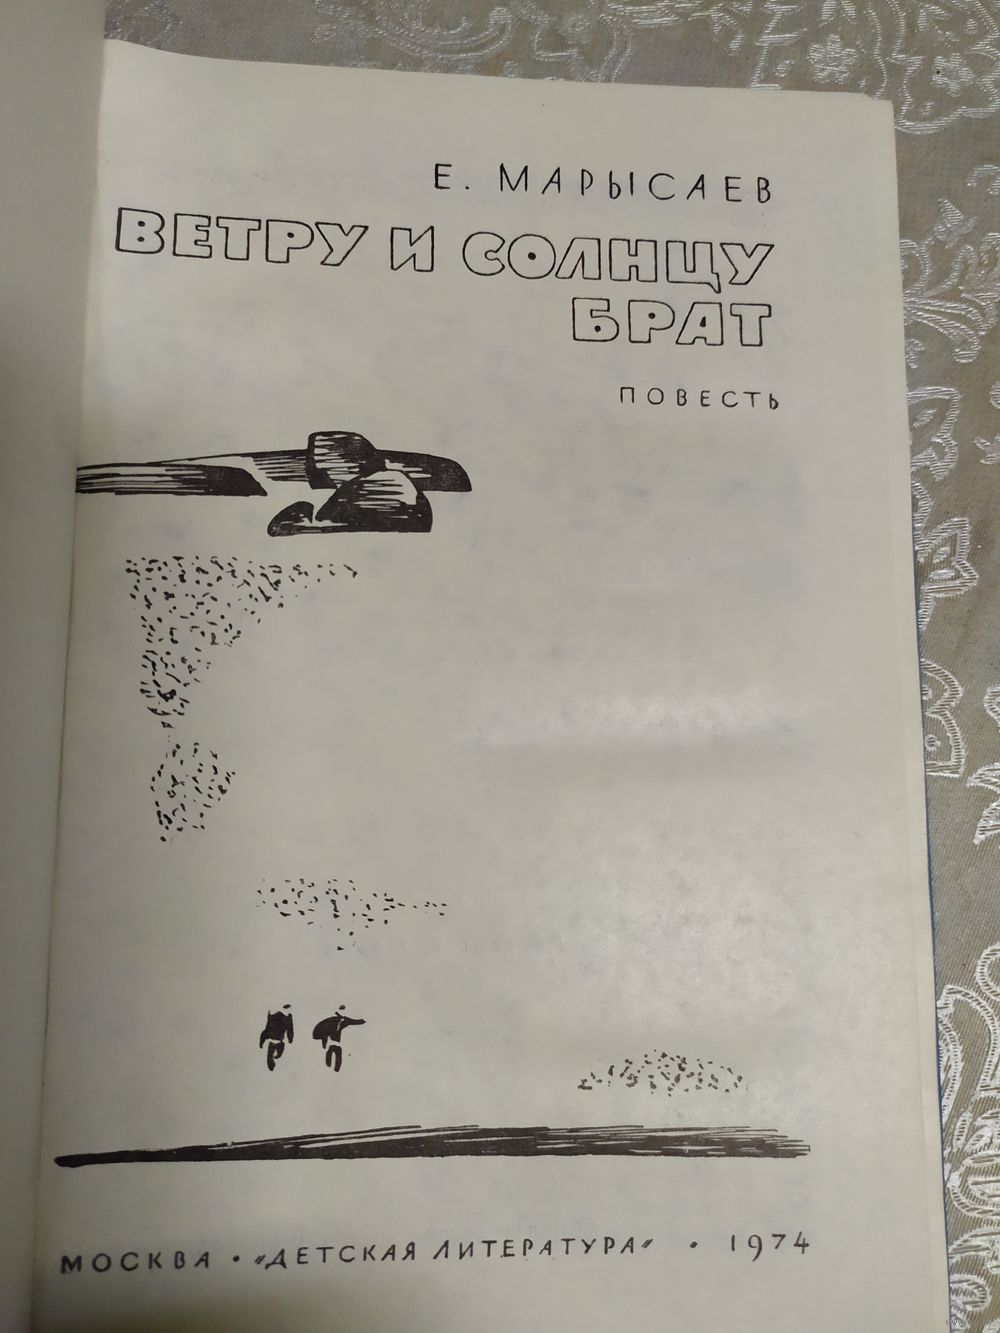 Е. МАРЫСАЕВ
ВЕТРУ И СОЛНЦУ
БРАТ
ПОВЕСТЬ
МОСКВА • «ДЕТСКАЯ ЛИТЕРАТУРА» • 1974